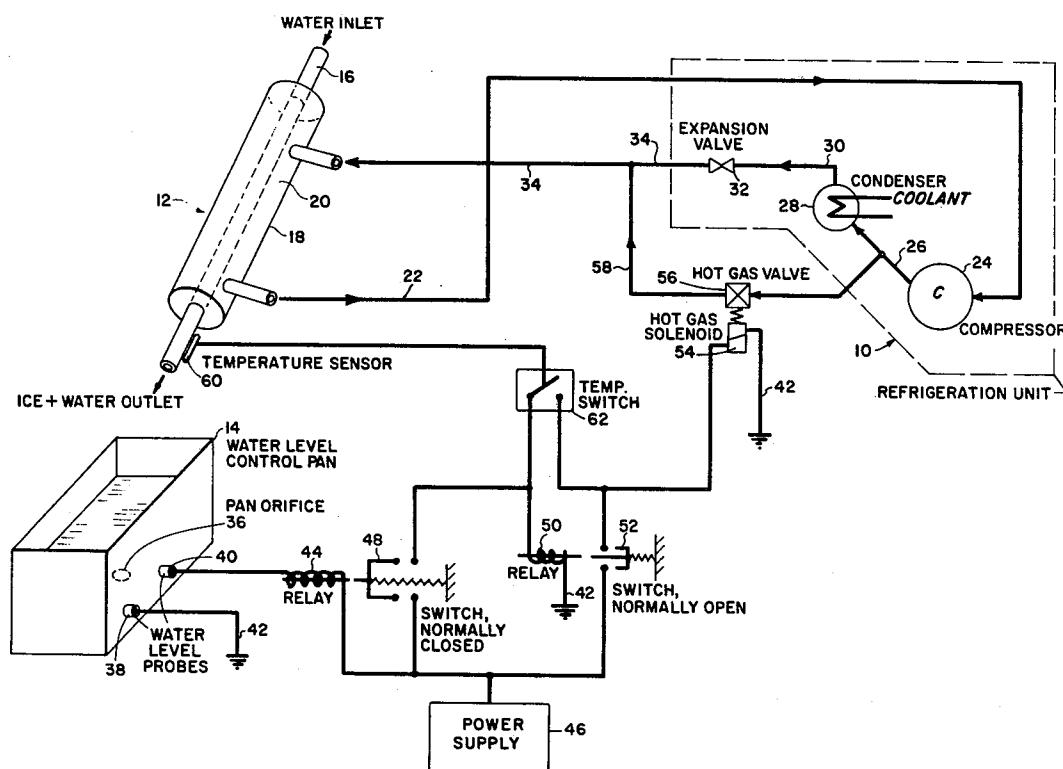 WATER INLET
16
12
20
18
22
34
34
EXPANSION
VALVE
32
30
CONDENSER
COOLANT
28
26
24
C
COMPRESSOR
58
56
HOT GAS VALVE
HOT GAS
SOLENOID
54
10
REFRIGERATION UNIT
42
TEMPERATURE SENSOR
60
ICE + WATER OUTLET
TEMP.
SWITCH
62
14
WATER LEVEL
CONTROL PAN
PAN ORIFICE
36
40
44
RELAY
48
SWITCH,
NORMALLY
CLOSED
50
RELAY
42
52
SWITCH,
NORMALLY OPEN
38
WATER
LEVEL
PROBES
42
POWER
SUPPLY
46